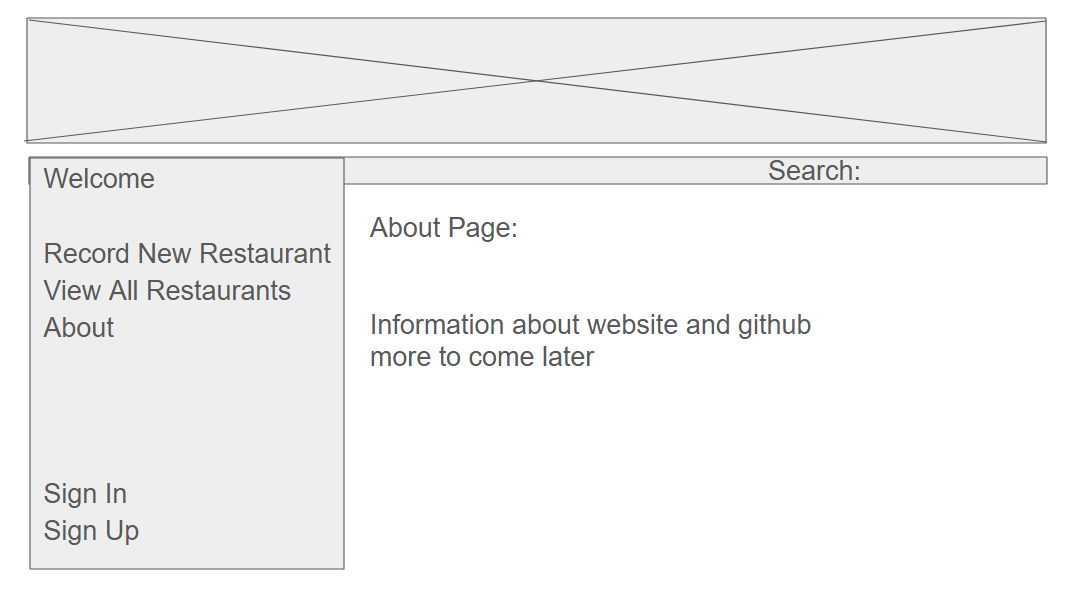 Welcome
Search:
Record New Restaurant
View All Restaurants
About
Sign In
Sign Up
About Page:
Information about website and github
more to come later